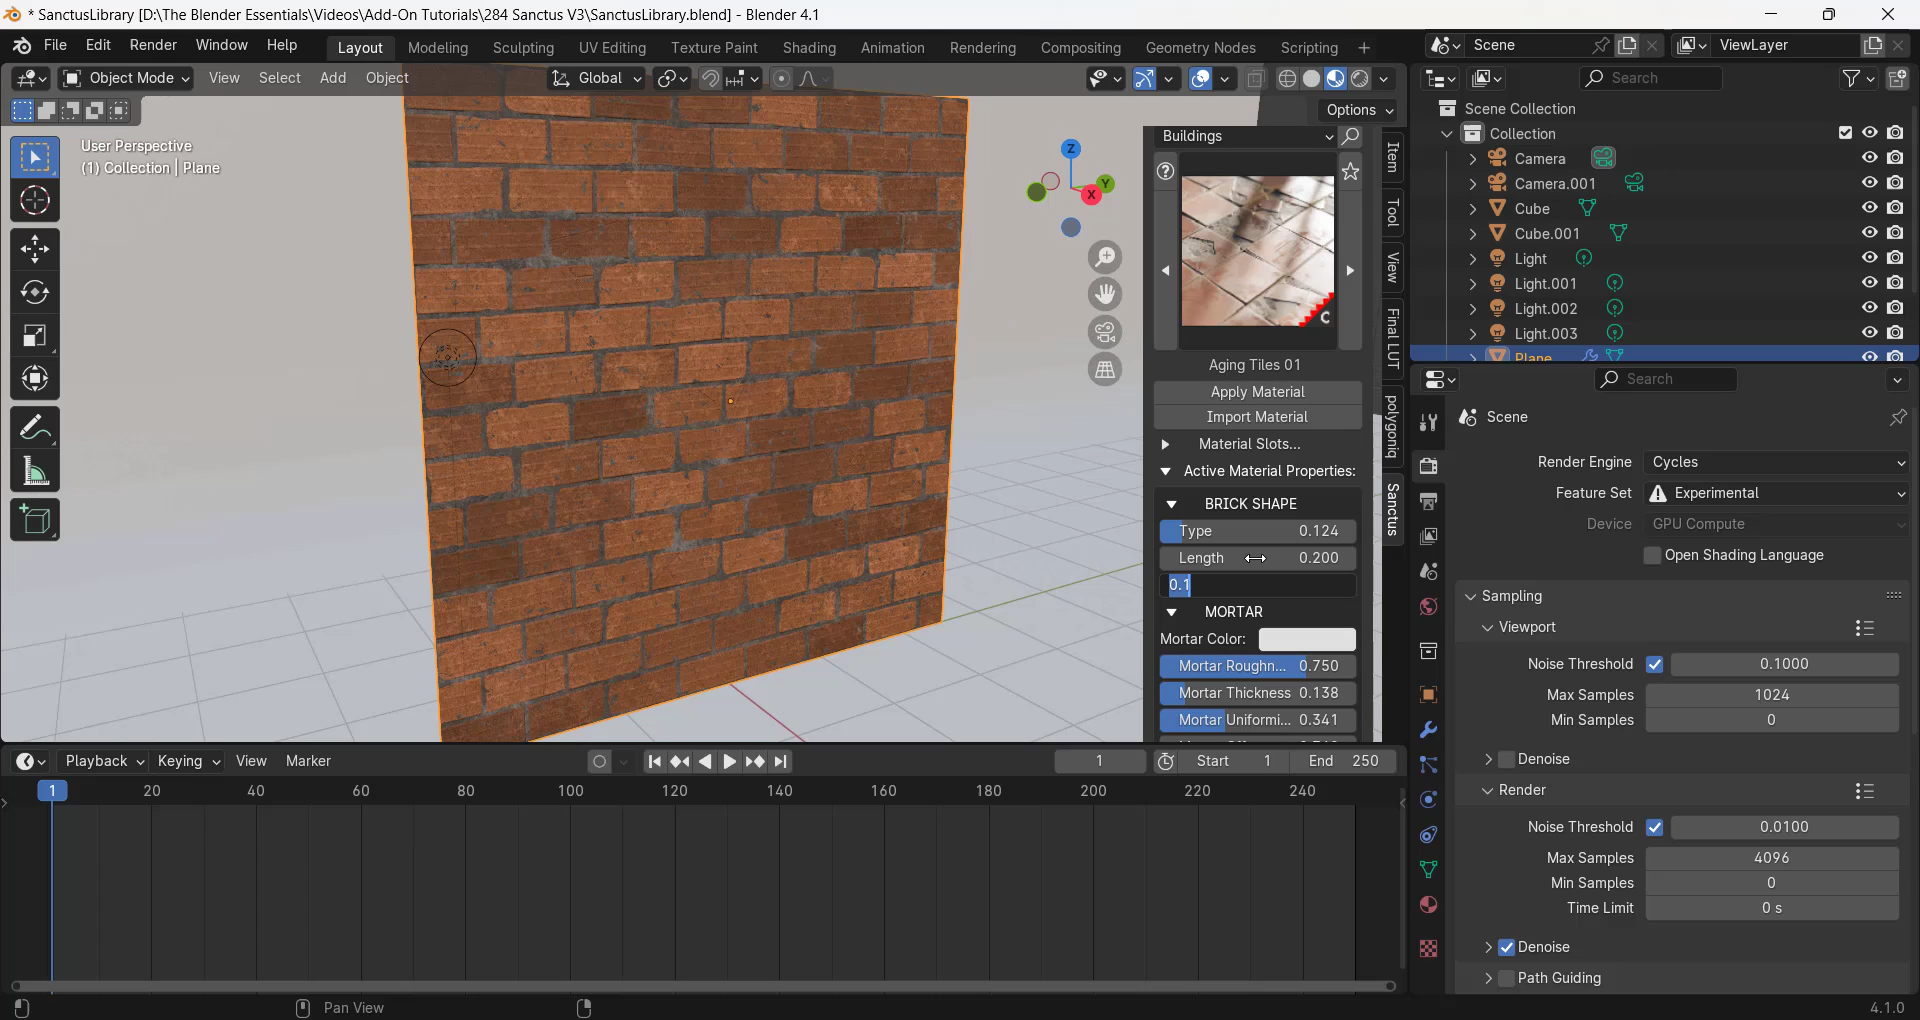 * SanctusLibrary [D:\The Blender Essentials\Videos\Add-On Tutorials\284 Sanctus V3\SanctusLibrary.blend] - Blender 4.1
File Edit Render Window Help Layout Modeling Sculpting UV Editing Texture Paint Shading Animation Rendering Compositing Geometry Nodes Scripting + Scene ViewLayer
Object Mode View Select Add Object Global Search
Options
User Perspective
(1) Collection | Plane
Z
Y
X
Buildings
C
Aging Tiles 01
Apply Material
Import Material
Material Slots...
Active Material Properties:
BRICK SHAPE
Type 0.124
Length 0.200
0.1
MORTAR
Mortar Color:
Mortar Roughn... 0.750
Mortar Thickness 0.138
Mortar Uniformi... 0.341
Item
Tool
View
Final LUT
polygoniq
Sanctus
Scene Collection
Collection
Camera
Camera.001
Cube
Cube.001
Light
Light.001
Light.002
Light.003
Plane
Search
Scene
Render Engine Cycles
Feature Set Experimental
Device GPU Compute
Open Shading Language
Sampling
Viewport
Noise Threshold 0.1000
Max Samples 1024
Min Samples 0
Denoise
Render
Noise Threshold 0.0100
Max Samples 4096
Min Samples 0
Time Limit 0 s
Denoise
Path Guiding
Playback Keying View Marker 1 Start 1 End 250
1 20 40 60 80 100 120 140 160 180 200 220 240
Pan View
4.1.0